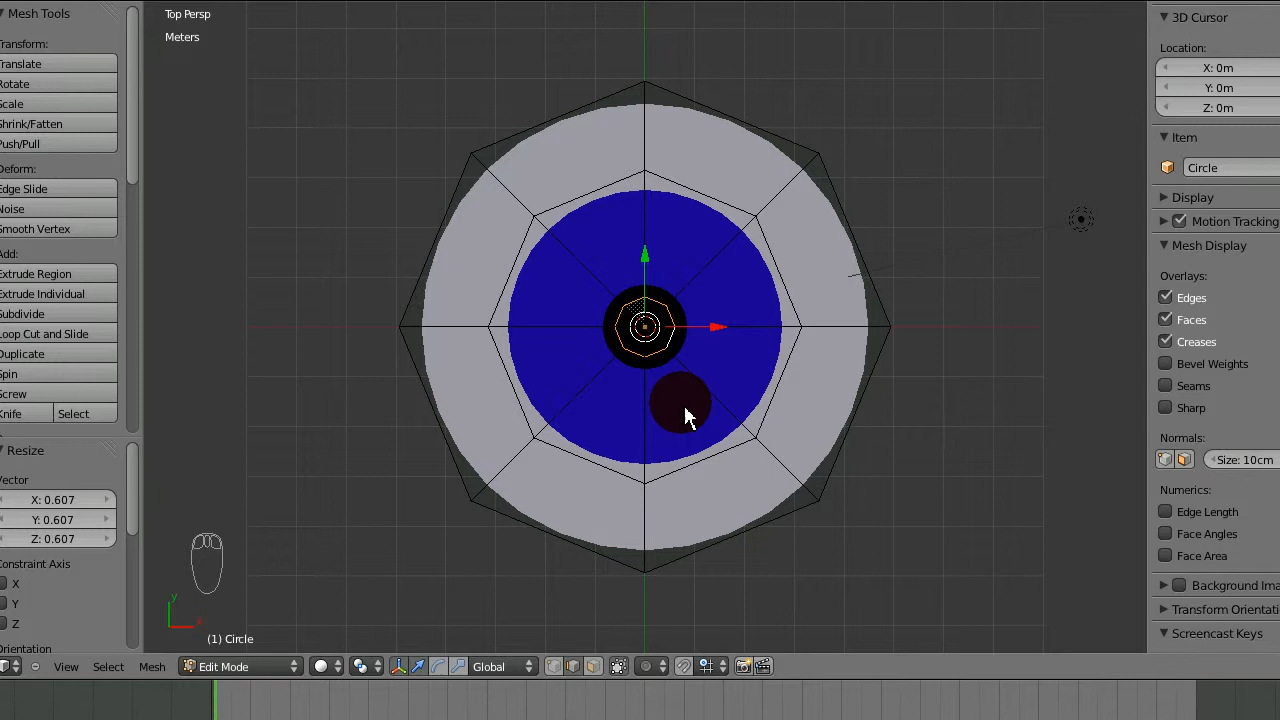 Mesh Tools
Transform:
Translate
Rotate
Scale
Shrink/Fatten
Push/Pull
Deform:
Edge Slide
Noise
Smooth Vertex
Add:
Extrude Region
Extrude Individual
Subdivide
Loop Cut and Slide
Duplicate
Spin
Screw
Knife Select
Resize
Vector
X: 0.607
Y: 0.607
Z: 0.607
Constraint Axis
X
Y
Z
Orientation
Top Persp
Meters
y
x
(1) Circle
View Select Mesh Edit Mode Global
3D Cursor
Location:
X: 0m
Y: 0m
Z: 0m
Item
Circle
Display
Motion Tracking
Mesh Display
Overlays:
Edges
Faces
Creases
Bevel Weights
Seams
Sharp
Normals:
Size: 10cm
Numerics:
Edge Length
Face Angles
Face Area
Background Ima
Transform Orientati
Screencast Keys